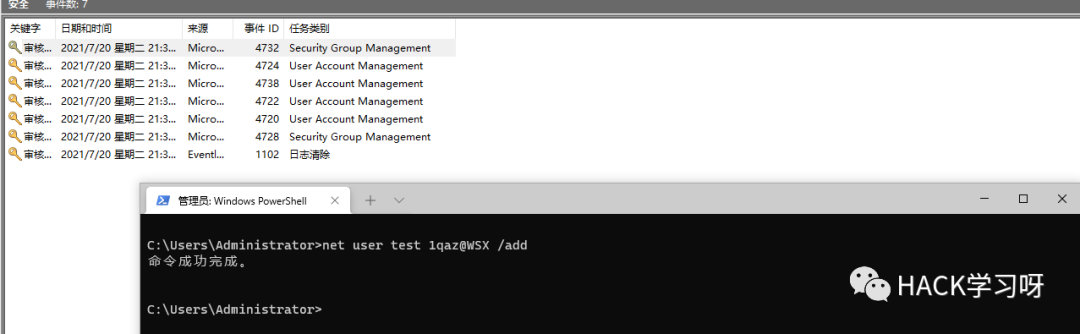 安全 事件数: 7
关键字 日期和时间 来源 事件 ID 任务类别
审核... 2021/7/20 星期二 21:3... Micro... 4732 Security Group Management
审核... 2021/7/20 星期二 21:3... Micro... 4724 User Account Management
审核... 2021/7/20 星期二 21:3... Micro... 4738 User Account Management
审核... 2021/7/20 星期二 21:3... Micro... 4722 User Account Management
审核... 2021/7/20 星期二 21:3... Micro... 4720 User Account Management
审核... 2021/7/20 星期二 21:3... Micro... 4728 Security Group Management
审核... 2021/7/20 星期二 21:3... Eventl... 1102 日志清除
管理员: Windows PowerShell
C:\Users\Administrator>net user test 1qaz@WSX /add
命令成功完成。
C:\Users\Administrator>
HACK学习呀